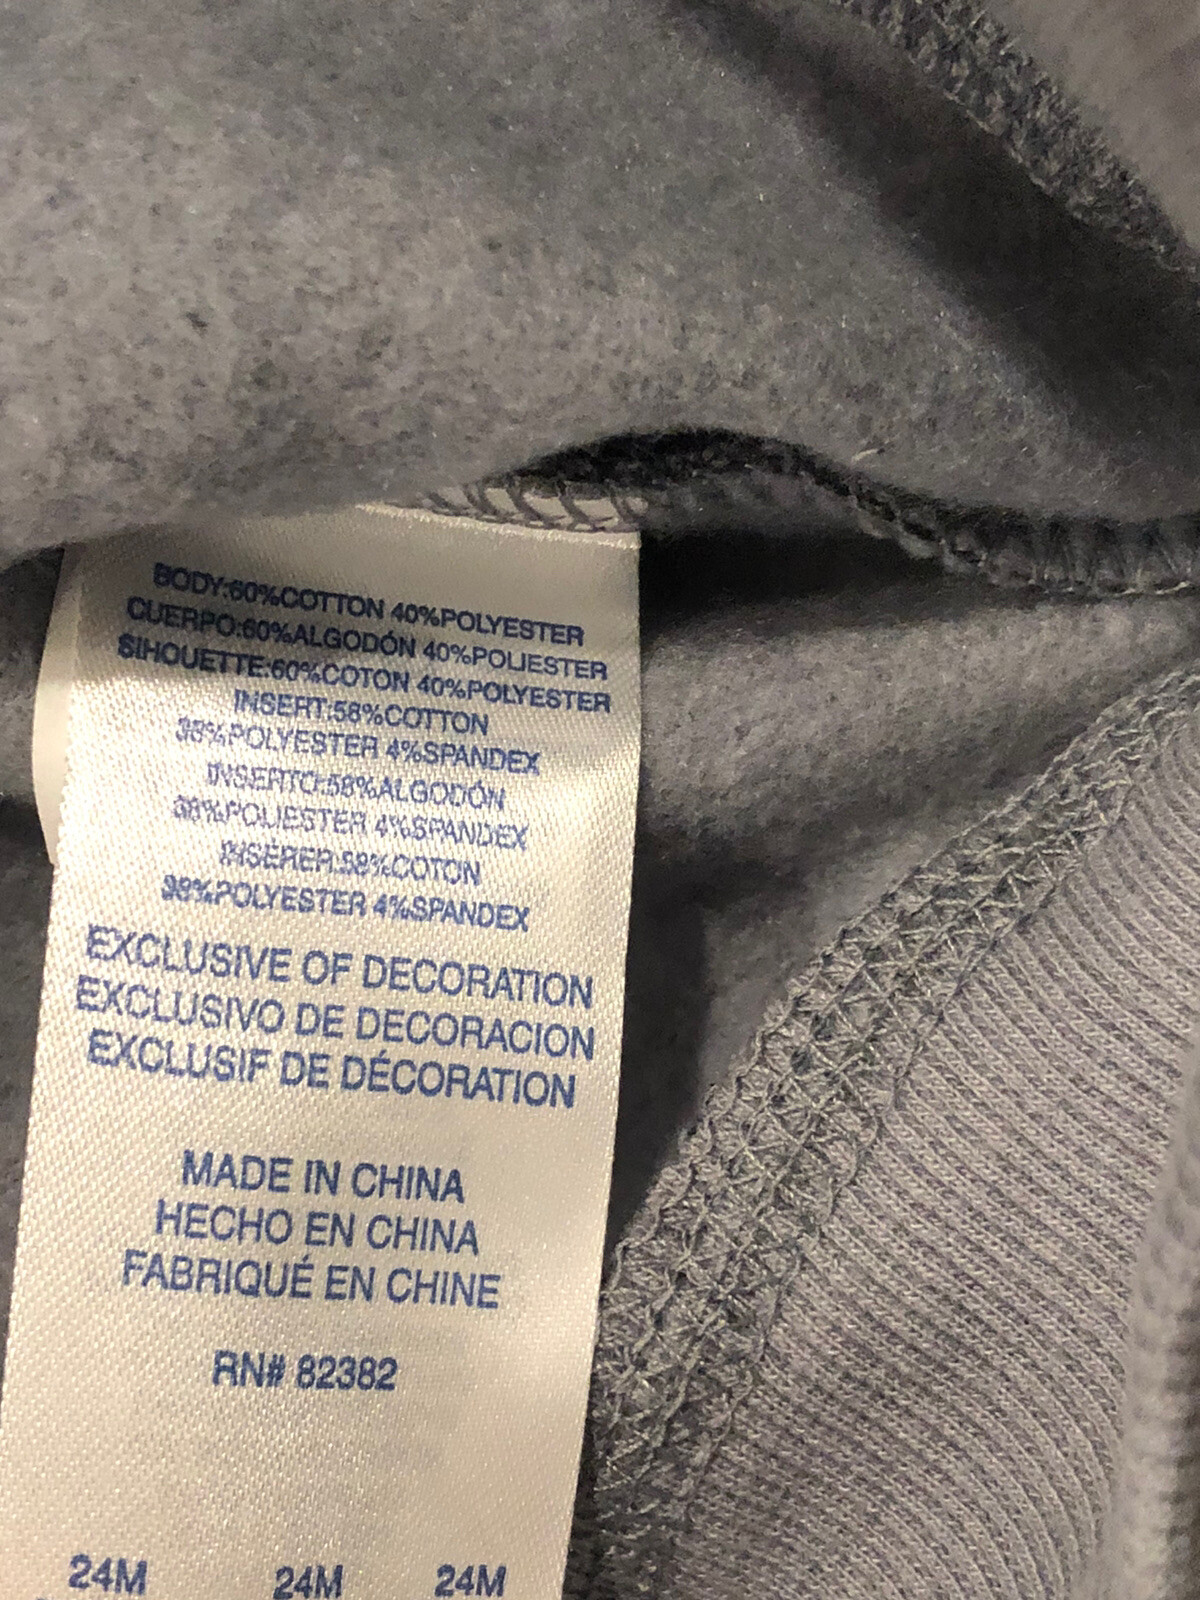 BODY:60%COTTON 40%POLYESTER
CUERPO:60%ALGODÓN 40%POLIESTER
SIHOUETTE:60%COTON 40%POLYESTER
INSERT:58%COTTON
38%POLYESTER 4%SPANDEX
INSERTO:58%ALGODÓN
38%POLIESTER 4%SPANDEX
INSÉRER:58%COTON
38%POLYESTER 4%SPANDEX
EXCLUSIVE OF DECORATION
EXCLUSIVO DE DECORACION
EXCLUSIF DE DÉCORATION
MADE IN CHINA
HECHO EN CHINA
FABRIQUÉ EN CHINE
RN# 82382
24M 24M 24M